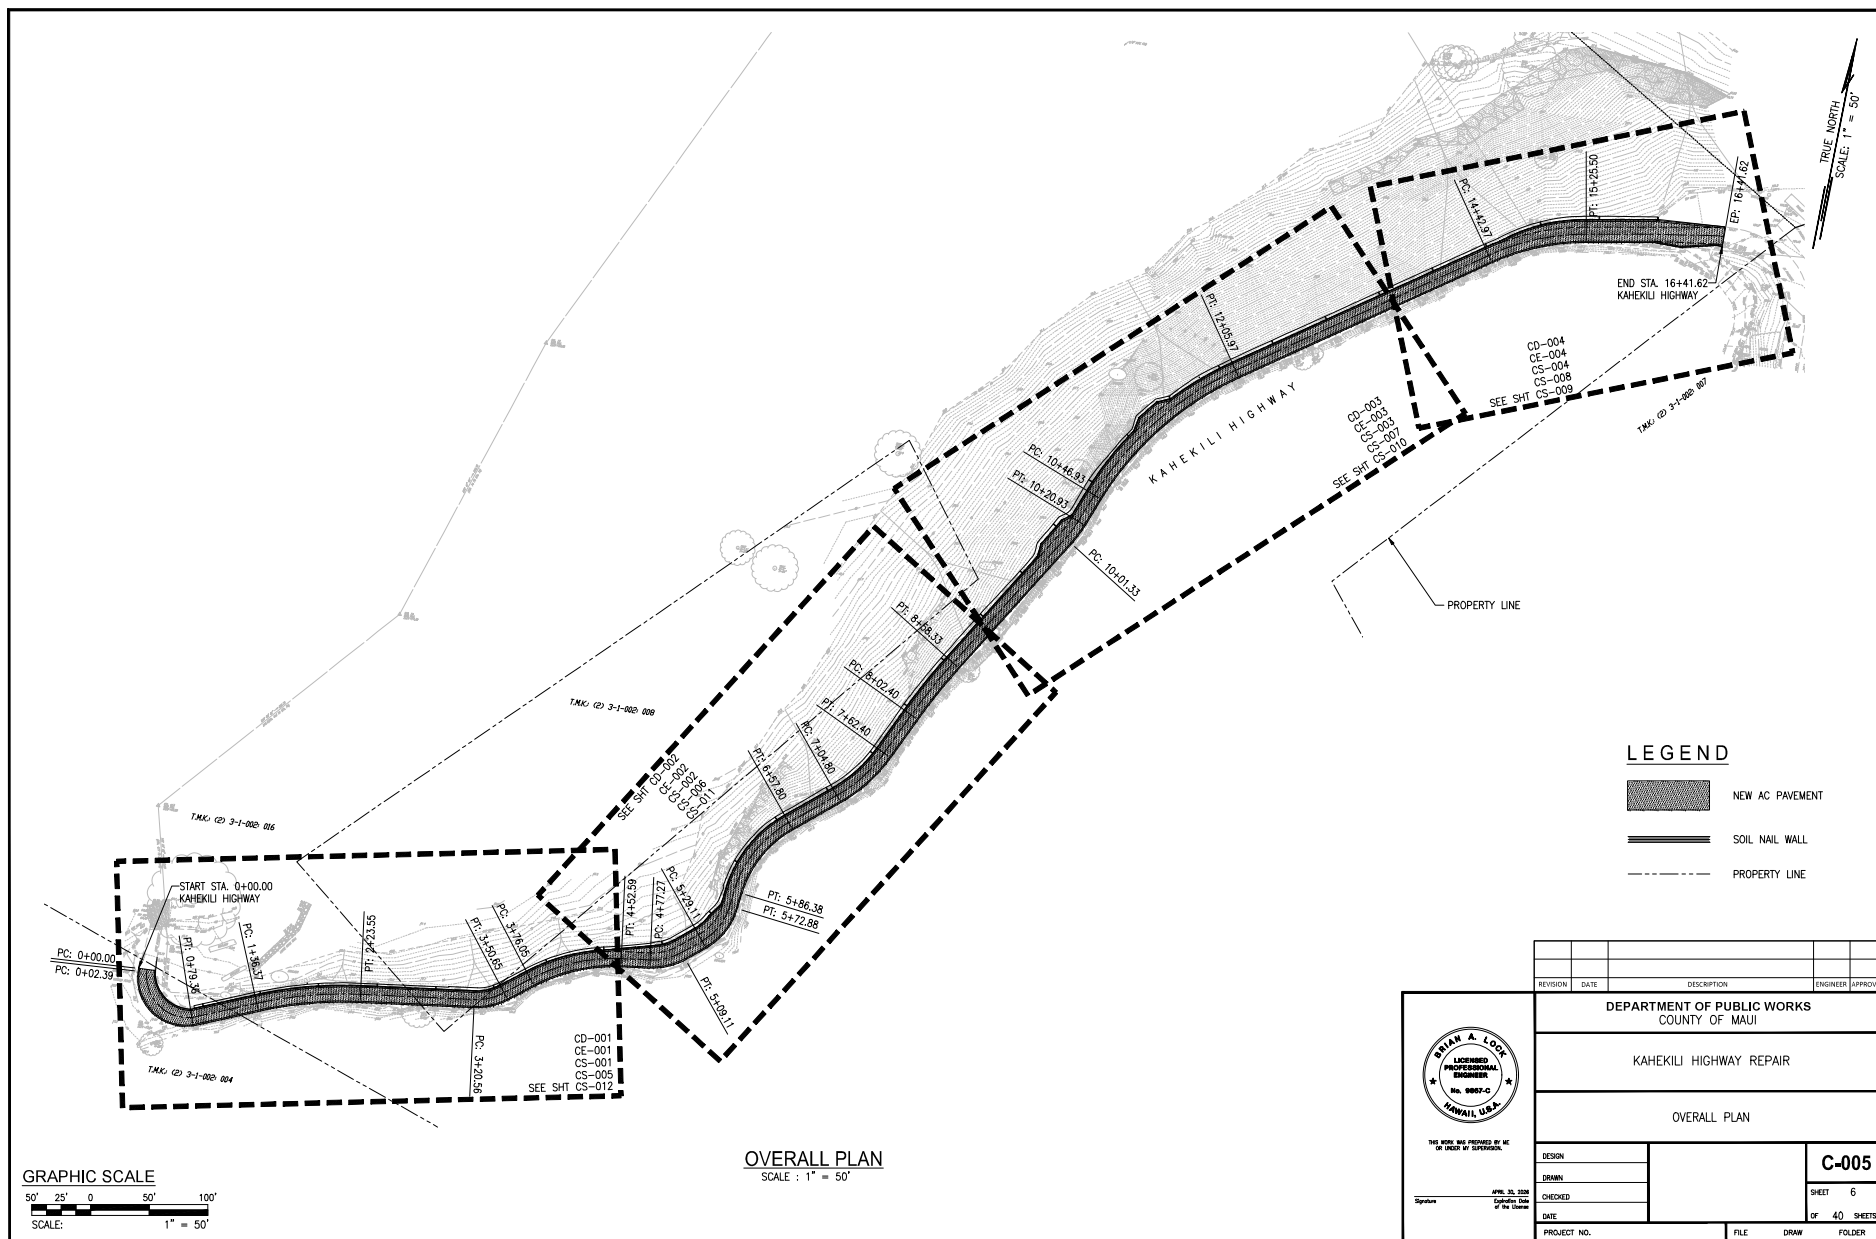 TRUE NORTH
SCALE: 1" = 50'
PC: 14+42.97
PT: 15+25.50
EP: 16+41.62
END STA. 16+41.62
KAHEKILI HIGHWAY
PT: 12+05.97
CD-004
CE-004
CS-004
CS-008
SEE SHT CS-009
T.M.K.: (2) 3-1-002: 007
KAHEKILI HIGHWAY
CD-003
CE-003
CS-003
CS-007
SEE SHT CS-010
PC: 10+46.93
PT: 10+20.93
PC: 10+01.33
PROPERTY LINE
PT: 8+58.33
PC: 8+02.40
PT: 7+62.40
RC: 7+04.80
PT: 6+57.80
T.M.K.: (2) 3-1-002: 008
SEE SHT CD-002
CE-002
CS-002
CS-006
CS-011
T.M.K.: (2) 3-1-002: 016
START STA. 0+00.00
KAHEKILI HIGHWAY
PC: 0+00.00
PC: 0+02.39
PT: 0+79.36
PC: 1+36.37
PT: 2+23.55
PT: 3+50.65
PC: 3+76.05
PT: 4+52.59
PC: 4+77.27
PC: 5+29.11
PT: 5+86.38
PT: 5+72.88
PT: 5+09.11
PC: 3+20.56
CD-001
CE-001
CS-001
CS-005
SEE SHT CS-012
T.M.K.: (2) 3-1-002: 004
LEGEND
NEW AC PAVEMENT
SOIL NAIL WALL
PROPERTY LINE
OVERALL PLAN
SCALE : 1" = 50'
GRAPHIC SCALE
50' 25' 0 50' 100'
SCALE: 1" = 50'
REVISION DATE DESCRIPTION ENGINEER
DEPARTMENT OF PUBLIC WORKS
COUNTY OF MAUI
KAHEKILI HIGHWAY REPAIR
OVERALL PLAN
BRIAN A. LOCK
LICENSED
PROFESSIONAL
ENGINEER
No. 9867-C
HAWAII, U.S.A.
THIS WORK WAS PREPARED BY ME
OR UNDER MY SUPERVISION.
APRIL 30, 2026
Signature Expiration Date
of the License
DESIGN
DRAWN
CHECKED
DATE
C-005
SHEET 6
OF 40 SHEETS
PROJECT NO. FILE DRAW FOLDER